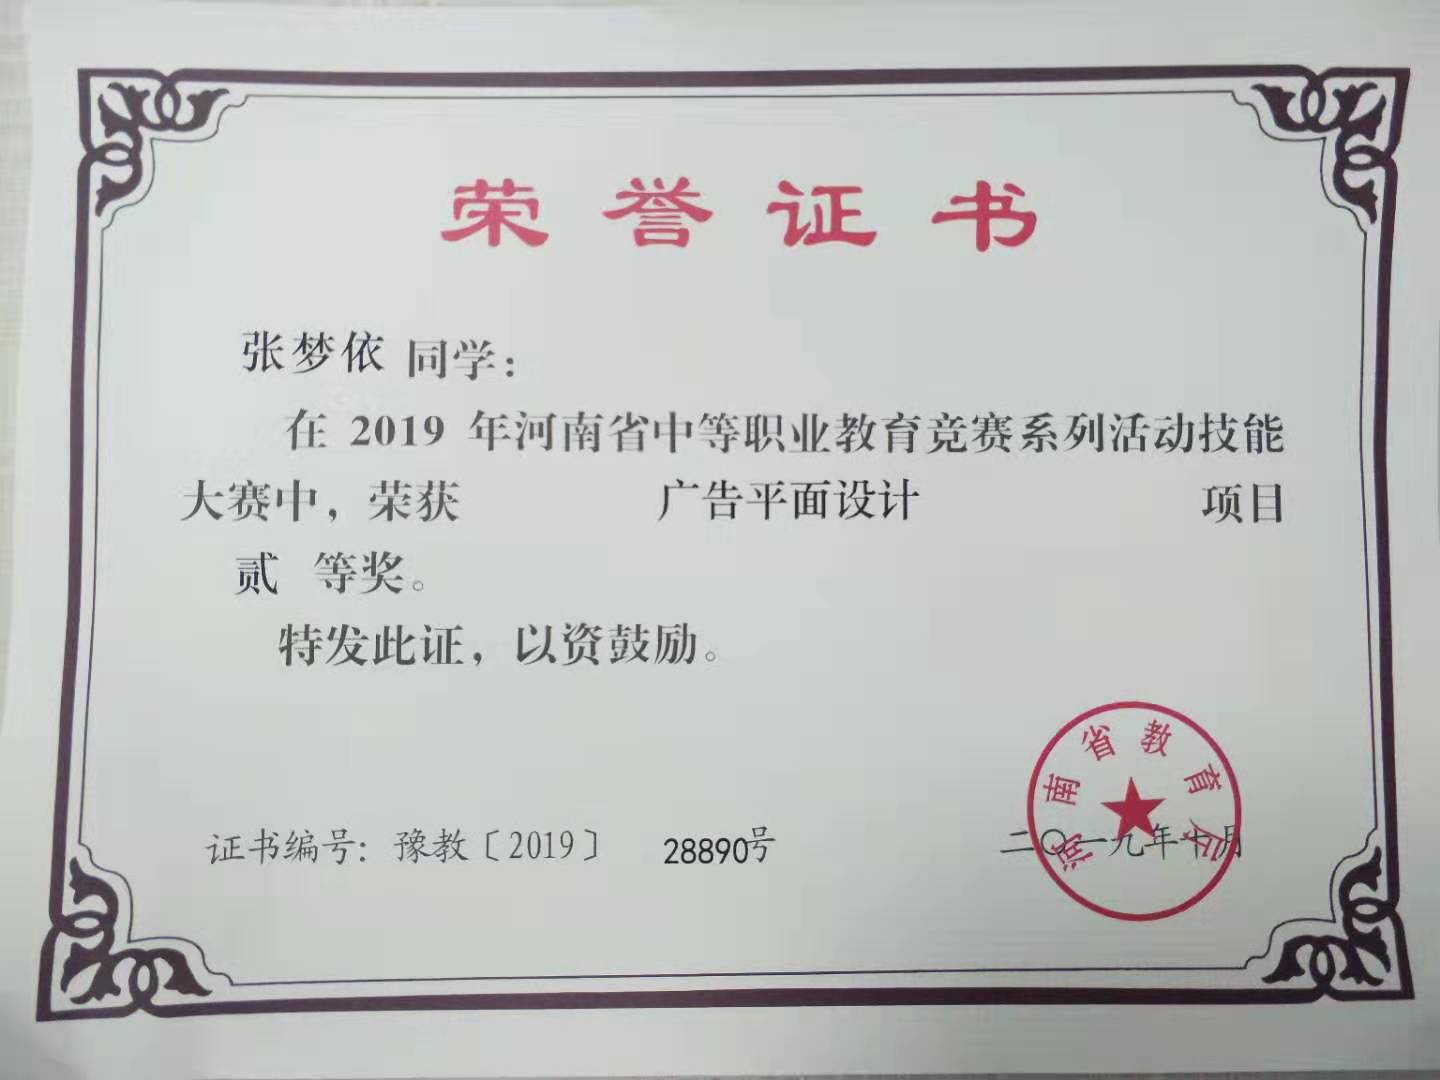 荣誉证书
张梦依 同学：
在 2019 年河南省中等职业教育竞赛系列活动技能
大赛中，荣获 广告平面设计 项目
贰 等奖。
特发此证，以资鼓励。
河南省教育厅
证书编号：豫教〔2019〕 28890号
二〇一九年十月